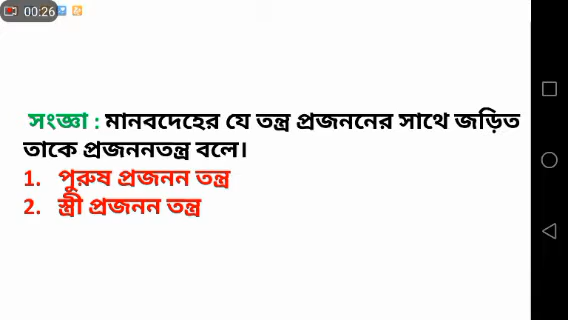 00:26
সংজ্ঞা : মানবদেহের যে তন্ত্র প্রজননের সাথে জড়িত
তাকে প্রজননতন্ত্র বলে।
1. পুরুষ প্রজনন তন্ত্র
2. স্ত্রী প্রজনন তন্ত্র